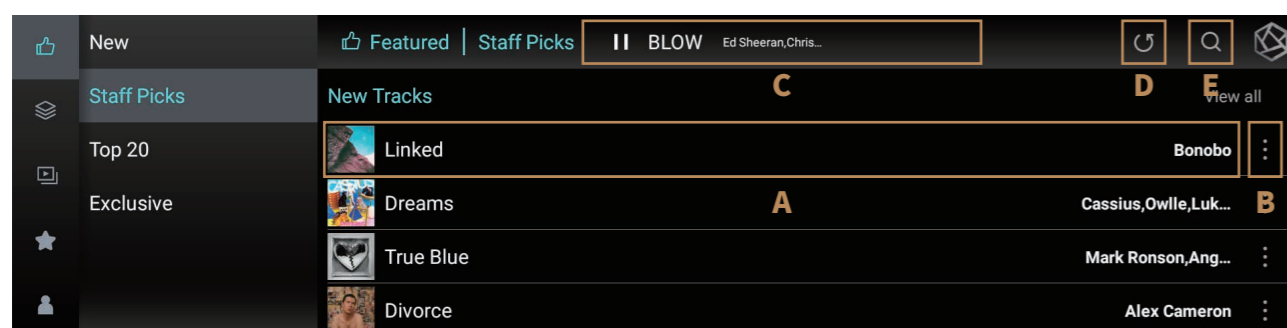 New
Featured | Staff Picks
BLOW Ed Sheeran,Chris...
C
D
E
Staff Picks
New Tracks
View all
Top 20
Linked
Bonobo
Exclusive
Dreams
A
Cassius,Owlle,Luk...
B
True Blue
Mark Ronson,Ang...
Divorce
Alex Cameron